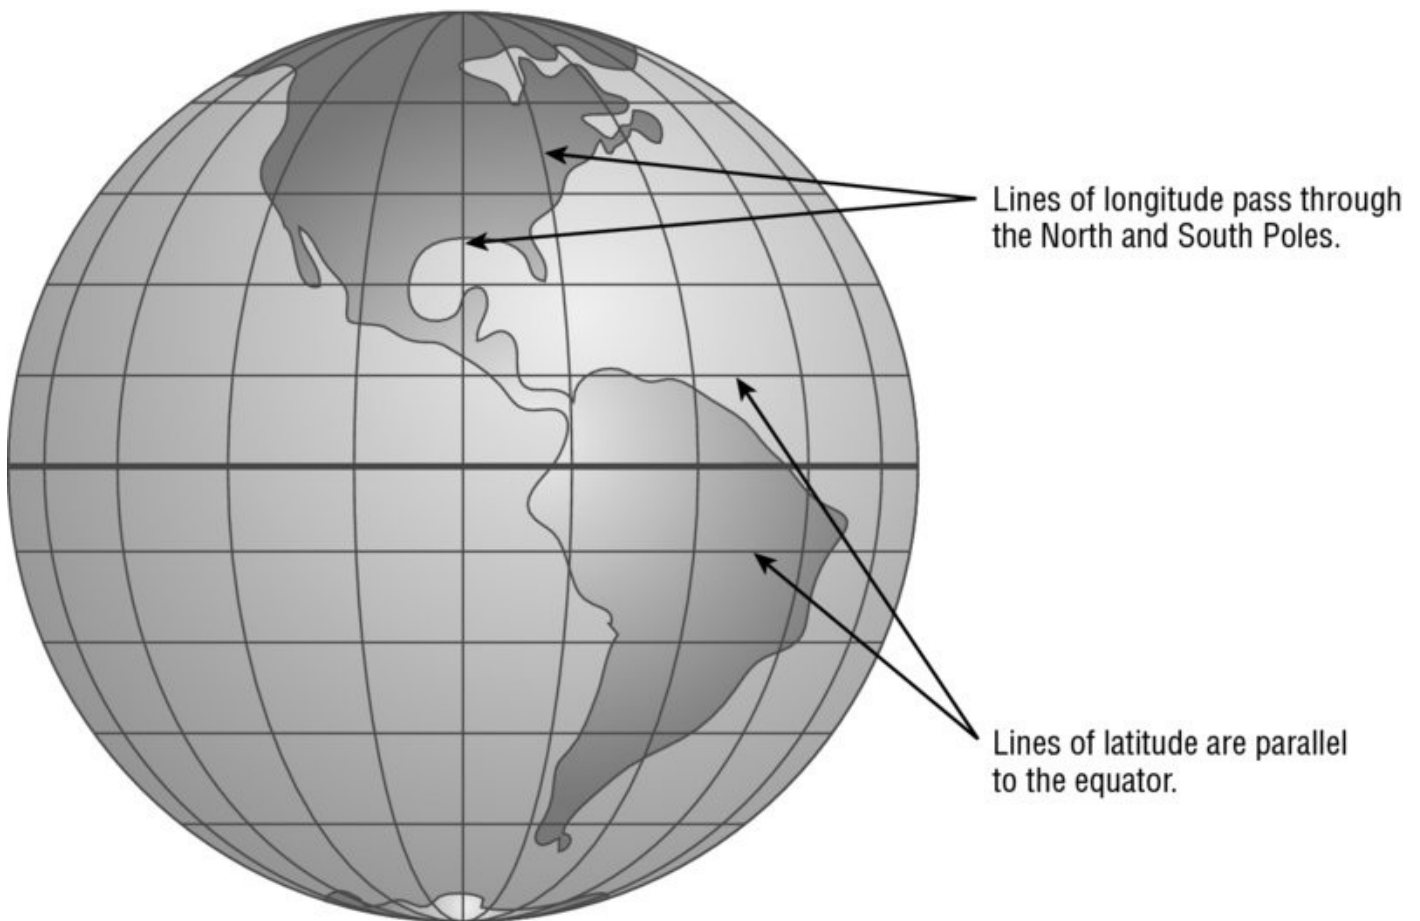 Lines of longitude pass through
the North and South Poles.
Lines of latitude are parallel
to the equator.